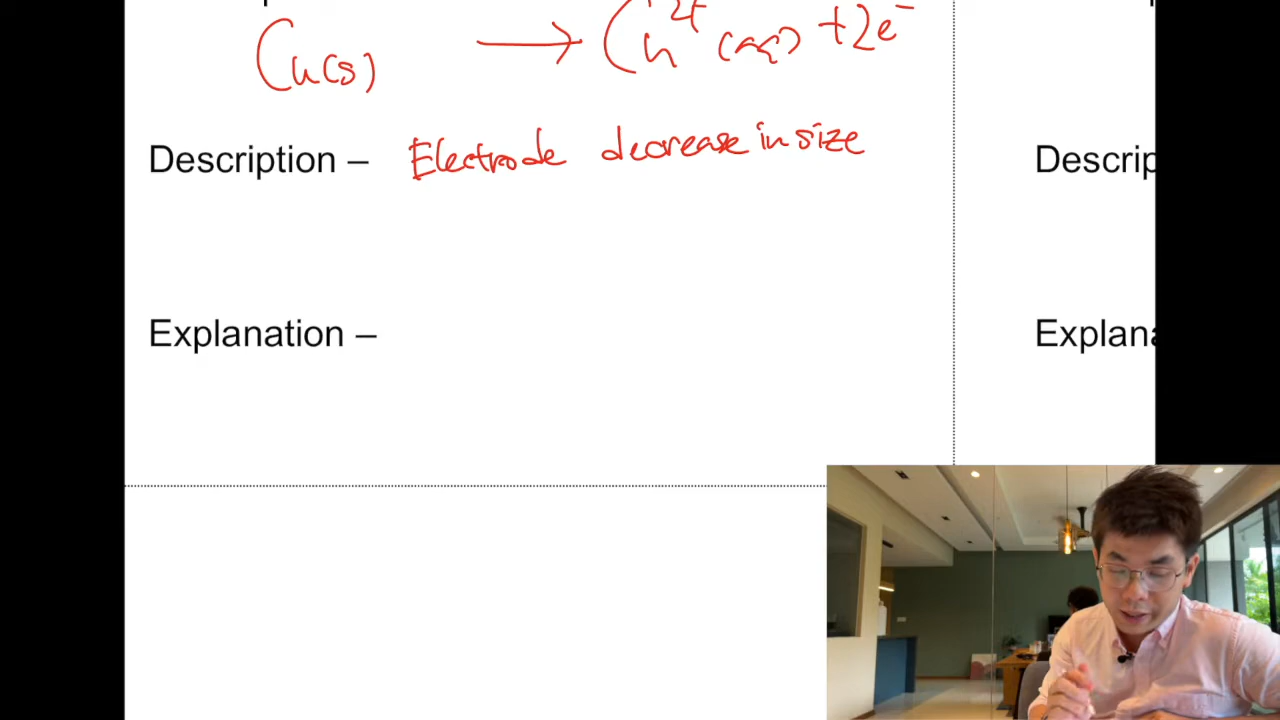 Cu(s) → Cu2+ (aq) + 2e-
Description – Electrode decrease in size
Descrip
Explanation –
Explana